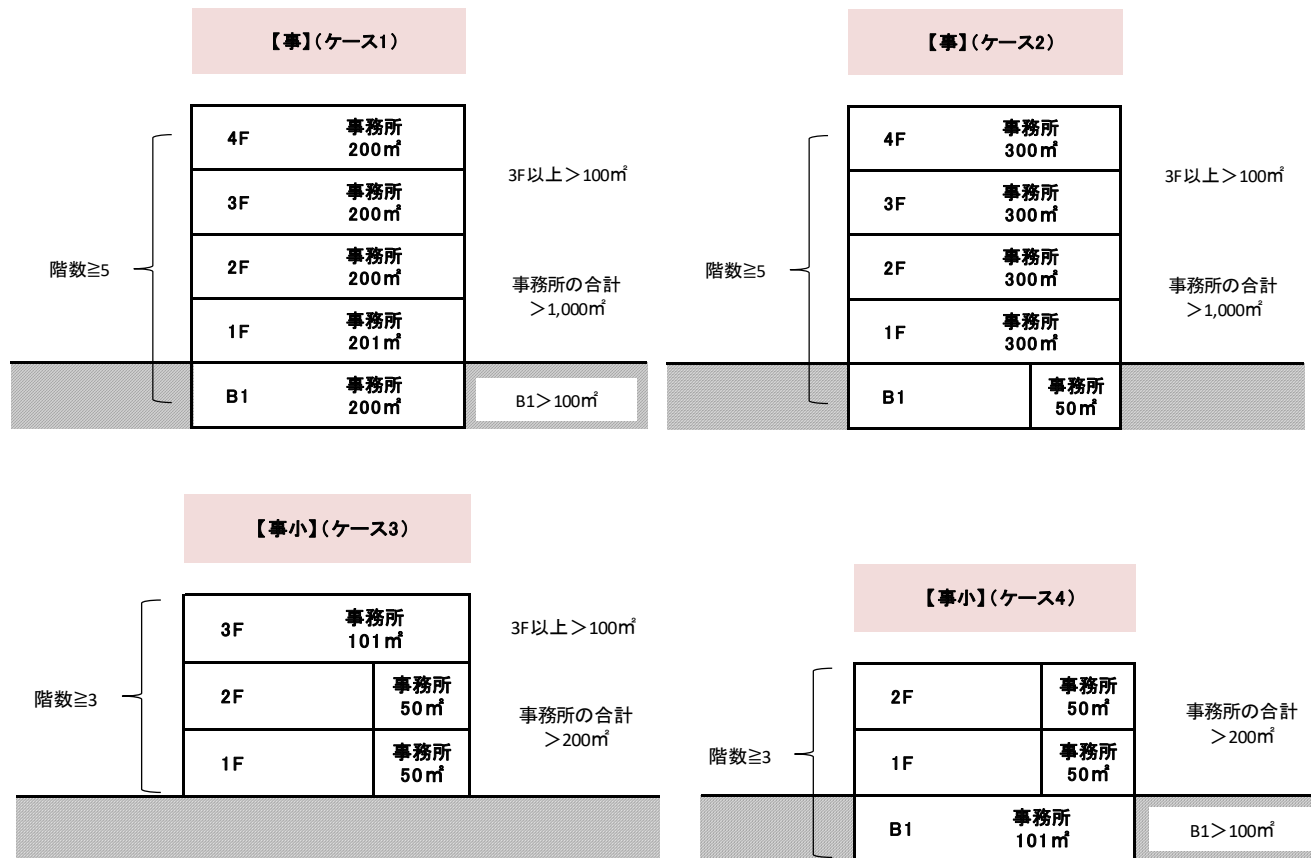 【事】（ケース1）
4F 事務所
200㎡
3F 事務所
200㎡
2F 事務所
200㎡
1F 事務所
201㎡
B1 事務所
200㎡
階数≧5
3F以上＞100㎡
事務所の合計
＞1,000㎡
B1＞100㎡
【事】（ケース2）
4F 事務所
300㎡
3F 事務所
300㎡
2F 事務所
300㎡
1F 事務所
300㎡
B1 事務所
50㎡
階数≧5
3F以上＞100㎡
事務所の合計
＞1,000㎡
【事小】（ケース3）
3F 事務所
101㎡
2F 事務所
50㎡
1F 事務所
50㎡
階数≧3
3F以上＞100㎡
事務所の合計
＞200㎡
【事小】（ケース4）
2F 事務所
50㎡
1F 事務所
50㎡
B1 事務所
101㎡
階数≧3
事務所の合計
＞200㎡
B1＞100㎡